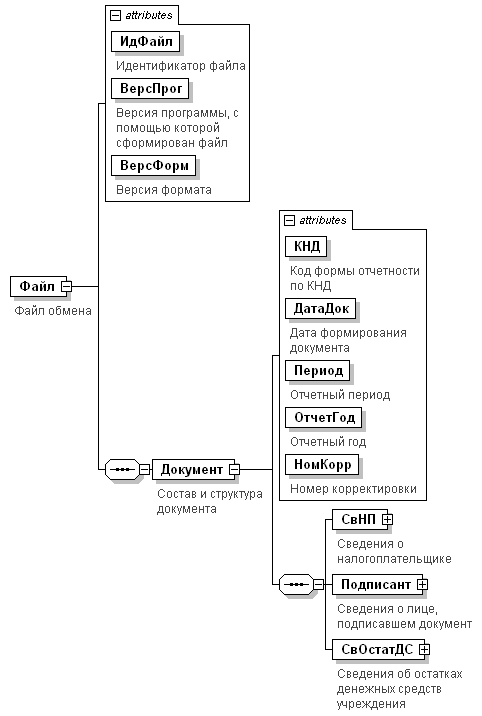 attributes
ИдФайл
Идентификатор файла
ВерсПрог
Версия программы, с
помощью которой
сформирован файл
ВерсФорм
Версия формата
Файл
Файл обмена
attributes
КНД
Код формы отчетности
по КНД
ДатаДок
Дата формирования
документа
Период
Отчетный период
ОтчетГод
Отчетный год
НомКорр
Номер корректировки
Документ
Состав и структура
документа
СвНП
Сведения о
налогоплательщике
Подписант
Сведения о лице,
подписавшем документ
СвОстатДС
Сведения об остатках
денежных средств
учреждения